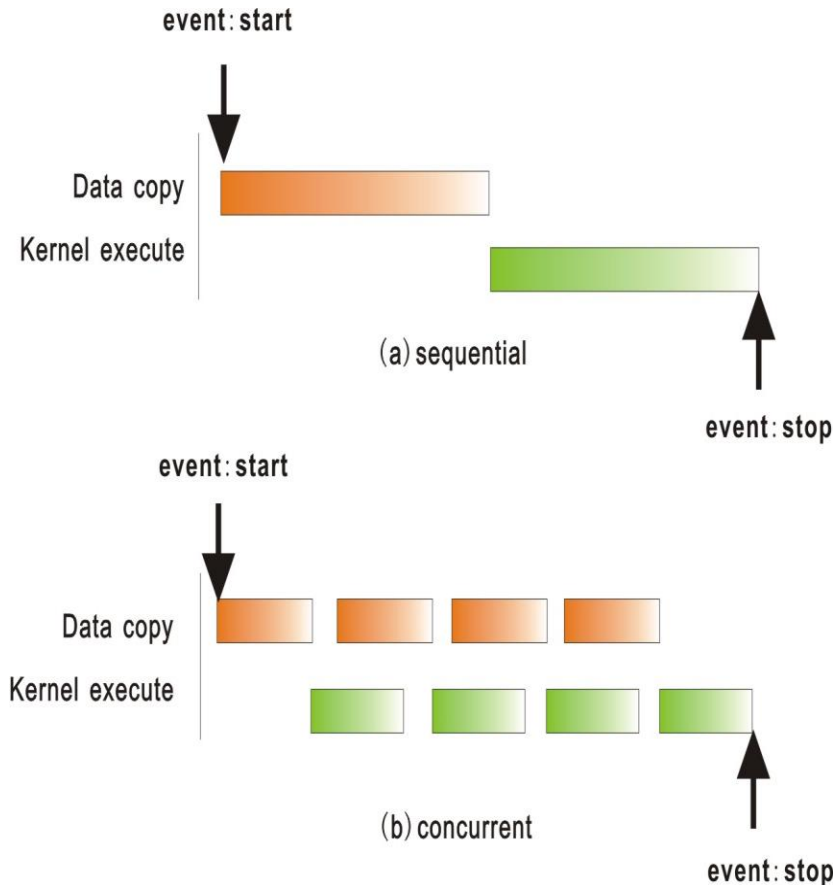 event:start
Data copy
Kernel execute
(a) sequential
event:stop
event:start
Data copy
Kernel execute
(b) concurrent
event:stop